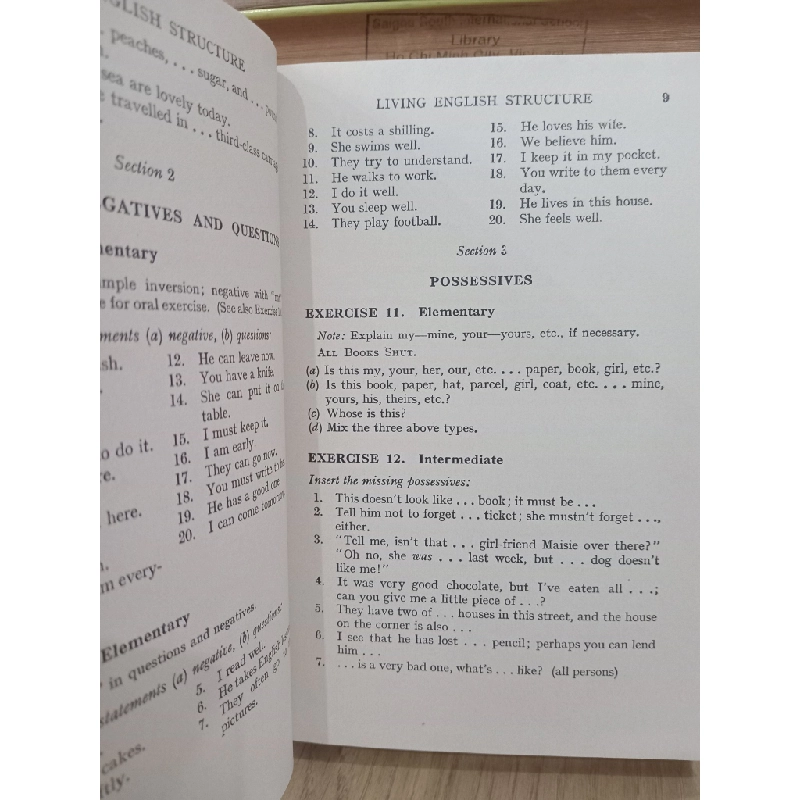 Library
ENGLISH STRUCTURE
peaches, . . . sugar, and . . .
sea are lovely today.
travelled in . . . third-class
Section 2
NEGATIVES AND QUESTIONS
inversion; negative with
for oral exercise. (See also Exercise
(a) negative, (b) questions:
12. He can leave now.
13. You have a knife.
14. She can put it on the
table.
15. I must keep it.
to do it.
16. I am early.
17. They can go now.
18. You must write to
here.
19. He has a good one.
20. I can come tomorrow.
every-
Elementary
in questions and negatives.
statements (a) negative, (b) questions:
5. I read well.
6. He takes English
7. They often go to
pictures.
cakes.
LIVING ENGLISH STRUCTURE 9
8. It costs a shilling.
9. She swims well.
10. They try to understand.
11. He walks to work.
12. I do it well.
13. You sleep well.
14. They play football.
15. He loves his wife.
16. We believe him.
17. I keep it in my pocket.
18. You write to them every
day.
19. He lives in this house.
20. She feels well.
Section 3
POSSESSIVES
EXERCISE 11. Elementary
Note: Explain my—mine, your—yours, etc., if necessary.
ALL BOOKS SHUT.
(a) Is this my, your, her, our, etc. . . . paper, book, girl, etc.?
(b) Is this book, paper, hat, parcel, girl, coat, etc. . . . mine,
yours, his, theirs, etc.?
(c) Whose is this?
(d) Mix the three above types.
EXERCISE 12. Intermediate
Insert the missing possessives:
1. This doesn't look like . . . book; it must be . . .
2. Tell him not to forget . . . ticket; she mustn't forget . . .,
either.
3. "Tell me, isn't that . . . girl-friend Maisie over there?"
"Oh no, she was . . . last week, but . . . dog doesn't
like me!"
4. It was very good chocolate, but I've eaten all . . .;
can you give me a little piece of . . .?
5. They have two of . . . houses in this street, and the house
on the corner is also . . .
6. I see that he has lost . . . pencil; perhaps you can lend
him . . .
7. . . . is a very bad one, what's . . . like? (all persons)